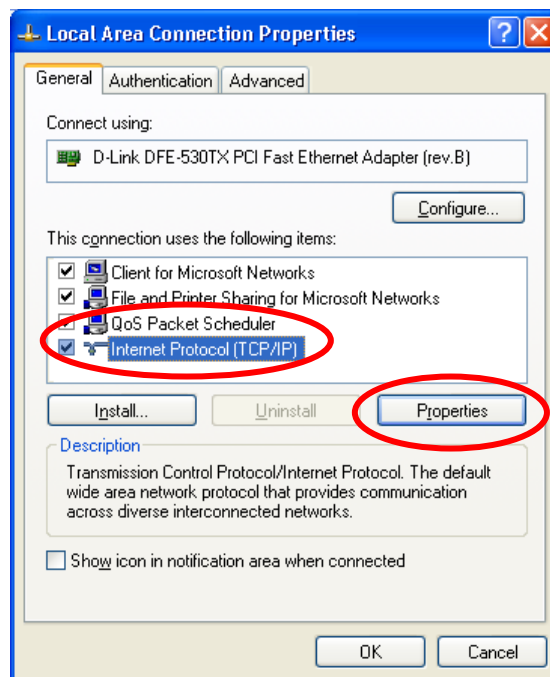 Local Area Connection Properties
General Authentication Advanced
Connect using:
D-Link DFE-530TX PCI Fast Ethernet Adapter (rev.B)
Configure...
This connection uses the following items:
Client for Microsoft Networks
File and Printer Sharing for Microsoft Networks
QoS Packet Scheduler
Internet Protocol (TCP/IP)
Install... Uninstall Properties
Description
Transmission Control Protocol/Internet Protocol. The default
wide area network protocol that provides communication
across diverse interconnected networks.
Show icon in notification area when connected
OK Cancel